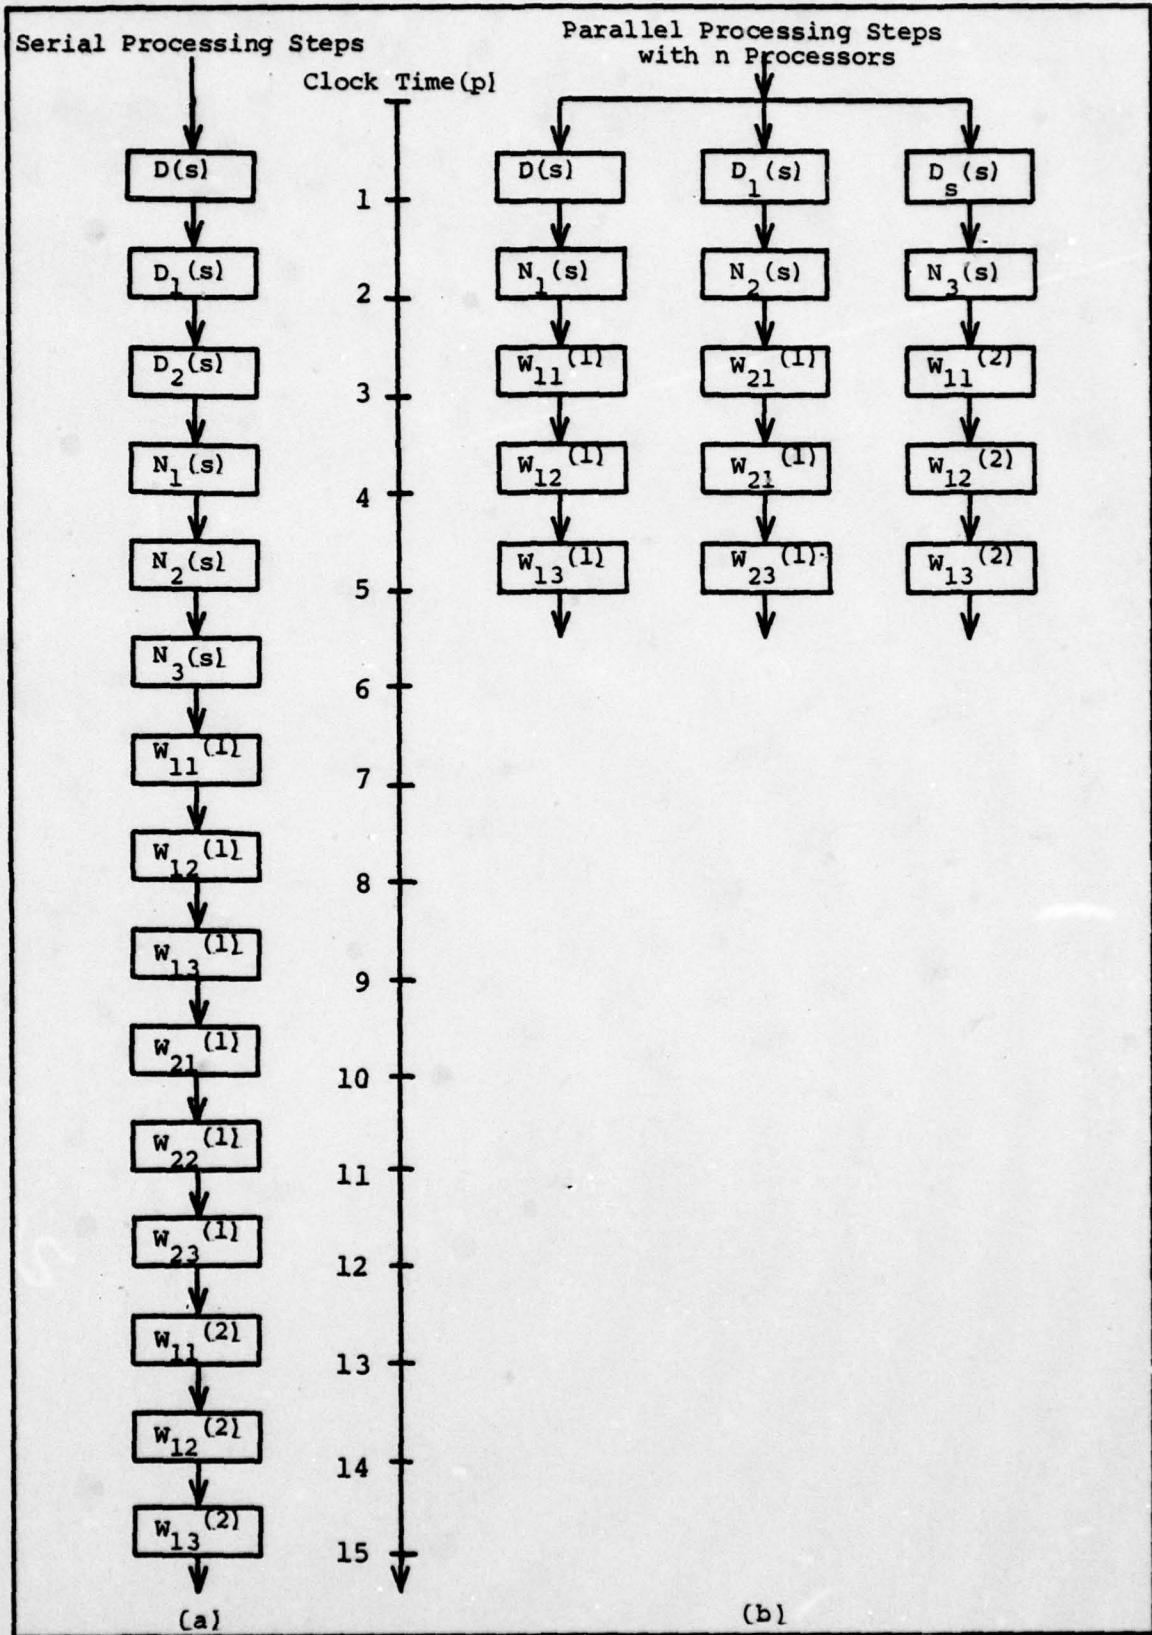 Serial Processing Steps
Parallel Processing Steps
with n Processors
Clock Time(p)
D(s)
D1(s)
D2(s)
N1(s)
N2(s)
N3(s)
W11(1)
W12(1)
W13(1)
W21(1)
W22(1)
W23(1)
W11(2)
W12(2)
W13(2)
(a)
1
2
3
4
5
6
7
8
9
10
11
12
13
14
15
D(s) D1(s) Ds(s)
N1(s) N2(s) N3(s)
W11(1) W21(1) W11(2)
W12(1) W21(1) W12(2)
W13(1) W23(1) W13(2)
(b)